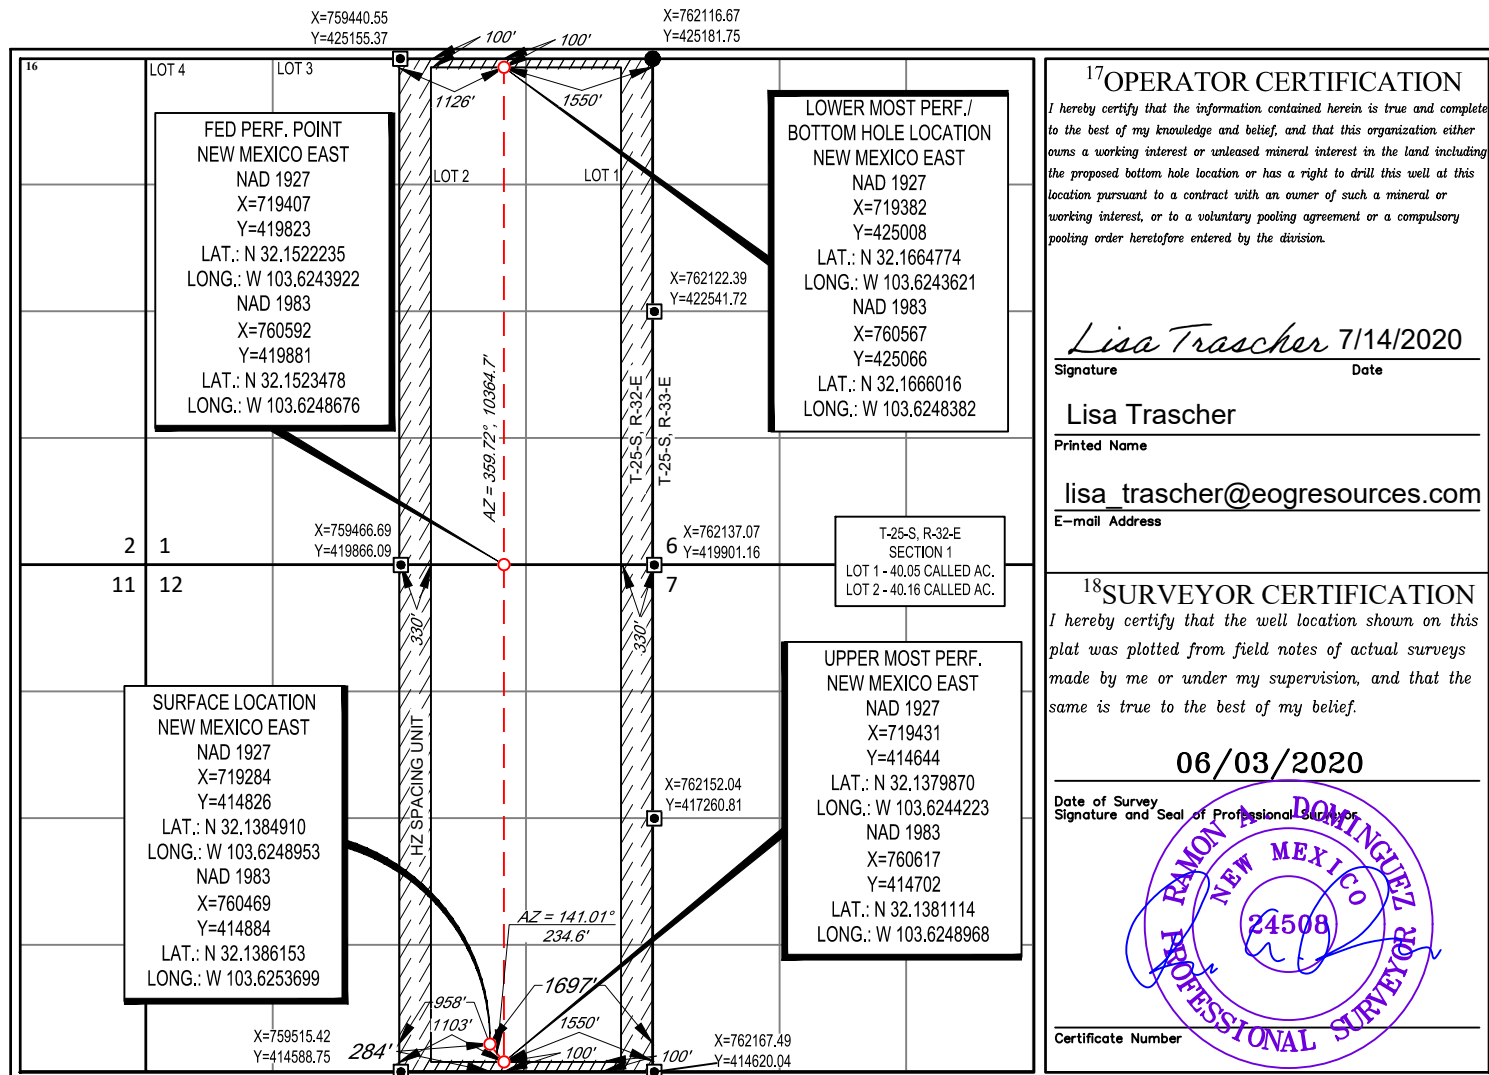 X=759440.55
Y=425155.37
X=762116.67
Y=425181.75
100'
100'
16
LOT 4
LOT 3
1126'
1550'
FED PERF. POINT
NEW MEXICO EAST
NAD 1927
X=719407
Y=419823
LAT.: N 32.1522235
LONG.: W 103.6243922
NAD 1983
X=760592
Y=419881
LAT.: N 32.1523478
LONG.: W 103.6248676
LOT 2
LOT 1
LOWER MOST PERF./
BOTTOM HOLE LOCATION
NEW MEXICO EAST
NAD 1927
X=719382
Y=425008
LAT.: N 32.1664774
LONG.: W 103.6243621
NAD 1983
X=760567
Y=425066
LAT.: N 32.1666016
LONG.: W 103.6248382
X=762122.39
Y=422541.72
AZ = 359.72°, 10364.7'
T-25-S, R-32-E
T-25-S, R-33-E
X=759466.69
Y=419866.09
X=762137.07
Y=419901.16
2
1
6
11
12
7
T-25-S, R-32-E
SECTION 1
LOT 1 - 40.05 CALLED AC.
LOT 2 - 40.16 CALLED AC.
330'
330'
UPPER MOST PERF.
NEW MEXICO EAST
NAD 1927
X=719431
Y=414644
LAT.: N 32.1379870
LONG.: W 103.6244223
NAD 1983
X=760617
Y=414702
LAT.: N 32.1381114
LONG.: W 103.6248968
SURFACE LOCATION
NEW MEXICO EAST
NAD 1927
X=719284
Y=414826
LAT.: N 32.1384910
LONG.: W 103.6248953
NAD 1983
X=760469
Y=414884
LAT.: N 32.1386153
LONG.: W 103.6253699
HZ SPACING UNIT
X=762152.04
Y=417260.81
AZ = 141.01°
234.6'
958'
1697'
1103'
1550'
284'
100'
100'
X=759515.42
Y=414588.75
X=762167.49
Y=414620.04
17OPERATOR CERTIFICATION
I hereby certify that the information contained herein is true and complete
to the best of my knowledge and belief, and that this organization either
owns a working interest or unleased mineral interest in the land including
the proposed bottom hole location or has a right to drill this well at this
location pursuant to a contract with an owner of such a mineral or
working interest, or to a voluntary pooling agreement or a compulsory
pooling order heretofore entered by the division.
Lisa Trascher 7/14/2020
Signature Date
Lisa Trascher
Printed Name
lisa_trascher@eogresources.com
E-mail Address
18SURVEYOR CERTIFICATION
I hereby certify that the well location shown on this
plat was plotted from field notes of actual surveys
made by me or under my supervision, and that the
same is true to the best of my belief.
06/03/2020
Date of Survey
Signature and Seal of Professional Surveyor
RAMON A. DOMINGUEZ
NEW MEXICO
24508
PROFESSIONAL SURVEYOR
Certificate Number